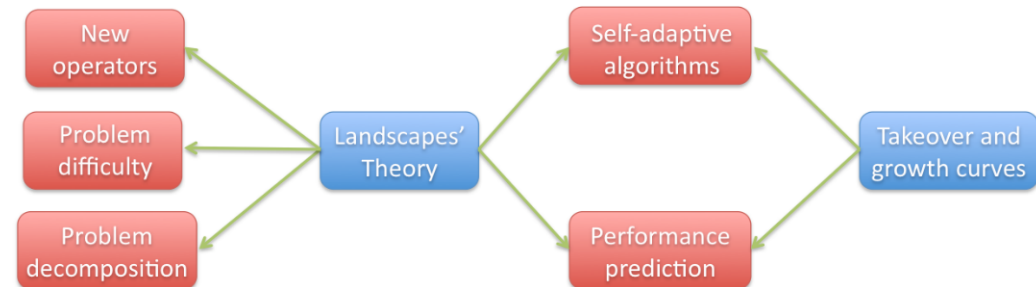 New
operators
Problem
difficulty
Problem
decomposition
Landscapes’
Theory
Self-adaptive
algorithms
Performance
prediction
Takeover and
growth curves